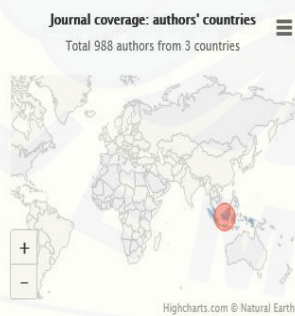 Journal coverage: authors' countries
Total 988 authors from 3 countries
+
−
Highcharts.com © Natural Earth